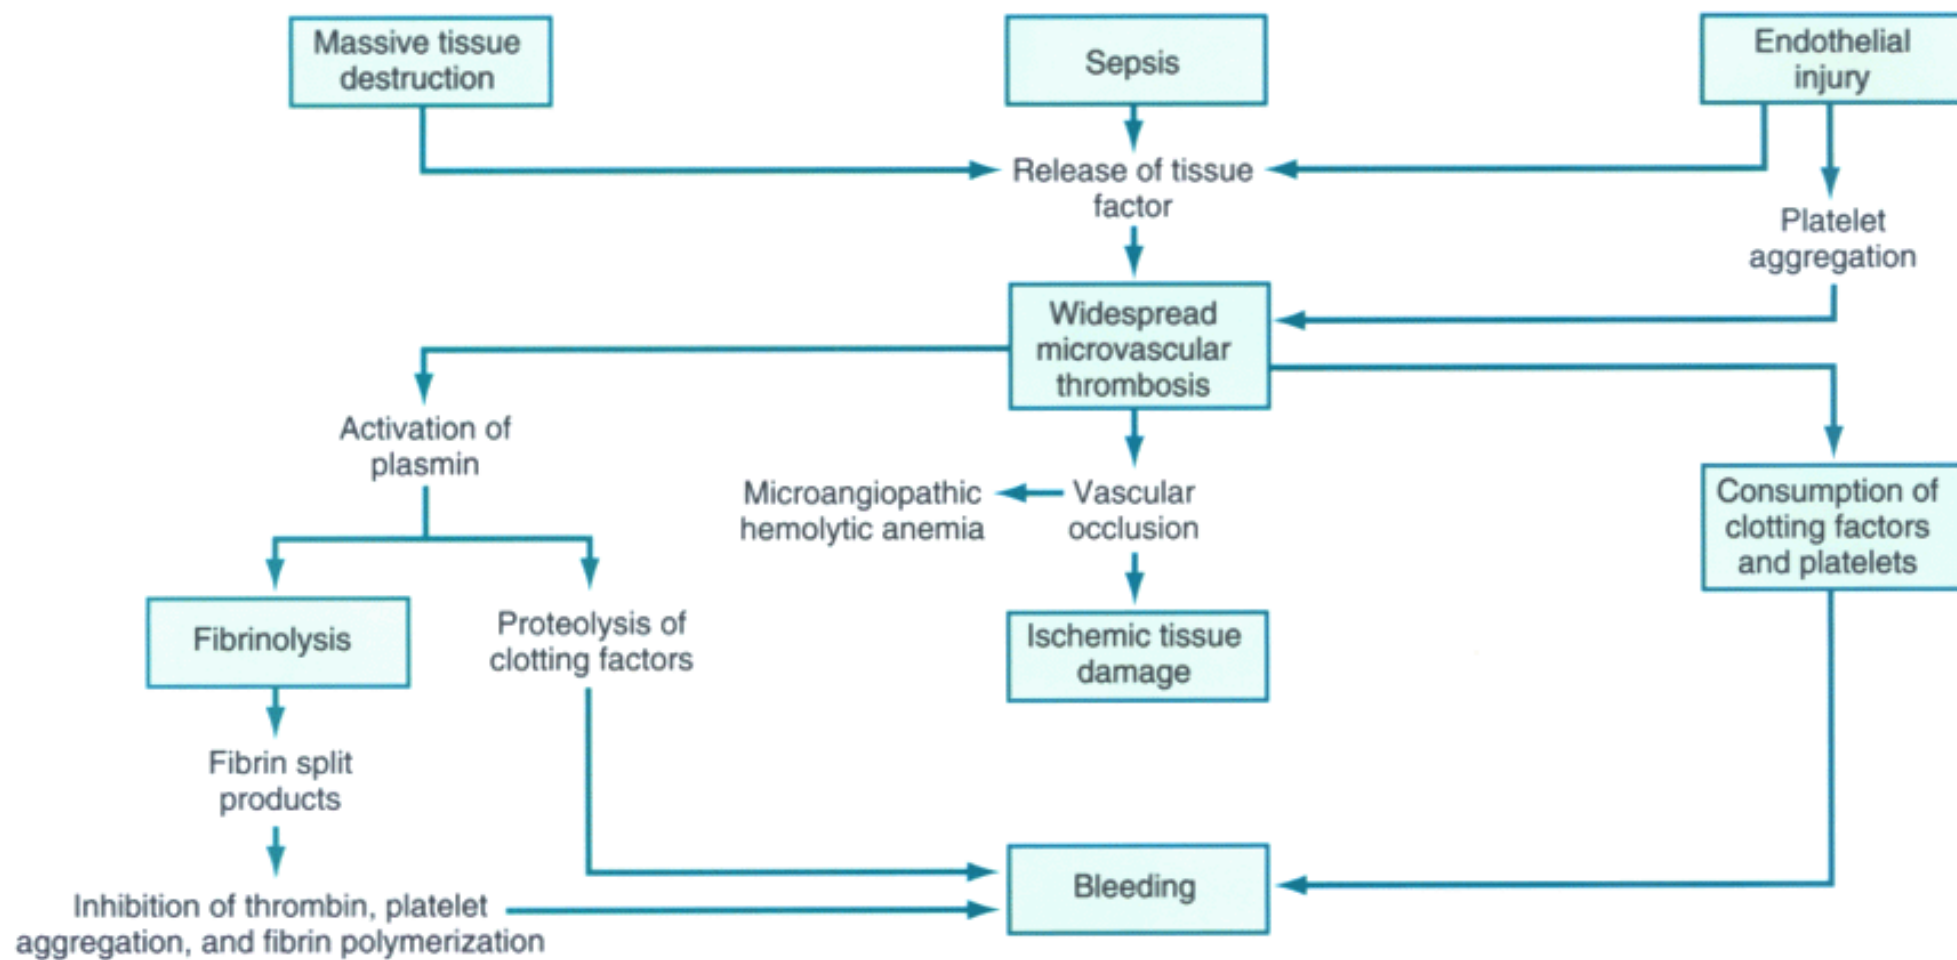 Massive tissue
destruction
Sepsis
Endothelial
injury
Release of tissue
factor
Platelet
aggregation
Widespread
microvascular
thrombosis
Activation of
plasmin
Microangiopathic
hemolytic anemia
Vascular
occlusion
Consumption of
clotting factors
and platelets
Fibrinolysis
Proteolysis of
clotting factors
Ischemic tissue
damage
Fibrin split
products
Bleeding
Inhibition of thrombin, platelet
aggregation, and fibrin polymerization